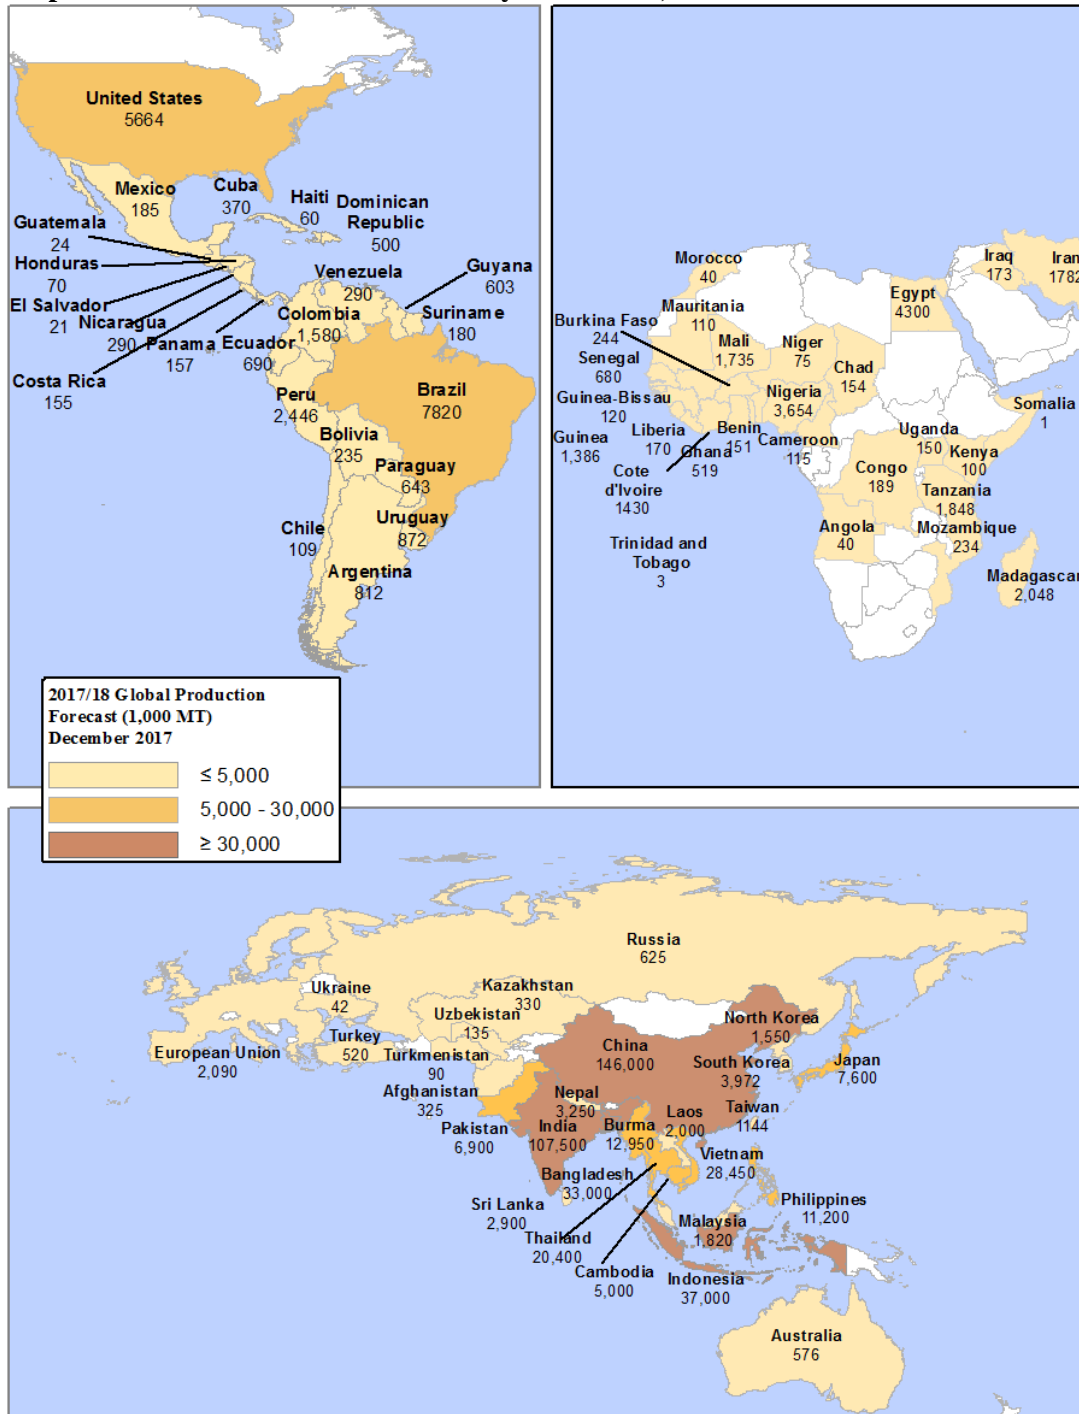 United States
5664
Mexico
185
Cuba
370
Haiti
60
Dominican
Republic
500
Guatemala
24
Honduras
70
El Salvador
21
Nicaragua
290
Costa Rica
155
Panama
157
Venezuela
290
Guyana
603
Suriname
180
Colombia
1,580
Ecuador
690
Brazil
7820
Peru
2,446
Bolivia
235
Paraguay
643
Uruguay
872
Chile
109
Argentina
812
2017/18 Global Production
Forecast (1,000 MT)
December 2017
≤ 5,000
5,000 - 30,000
≥ 30,000
Morocco
40
Mauritania
110
Burkina Faso
244
Senegal
680
Guinea-Bissau
120
Guinea
1,386
Liberia
170
Cote
d'Ivoire
1430
Ghana
519
Benin
151
Mali
1,735
Niger
75
Nigeria
3,654
Chad
154
Cameroon
115
Egypt
4300
Iraq
173
Iran
1782
Somalia
1
Uganda
150
Kenya
100
Congo
189
Tanzania
1,848
Angola
40
Mozambique
234
Madagascar
2,048
Trinidad and
Tobago
3
Russia
625
Ukraine
42
Kazakhstan
330
Uzbekistan
135
Turkey
520
Turkmenistan
90
European Union
2,090
Afghanistan
325
Pakistan
6,900
China
146,000
North Korea
1,550
South Korea
3,972
Japan
7,600
Nepal
3,250
India
107,500
Burma
12,950
Laos
2,000
Taiwan
1144
Vietnam
28,450
Bangladesh
33,000
Sri Lanka
2,900
Thailand
20,400
Cambodia
5,000
Malaysia
1,820
Philippines
11,200
Indonesia
37,000
Australia
576